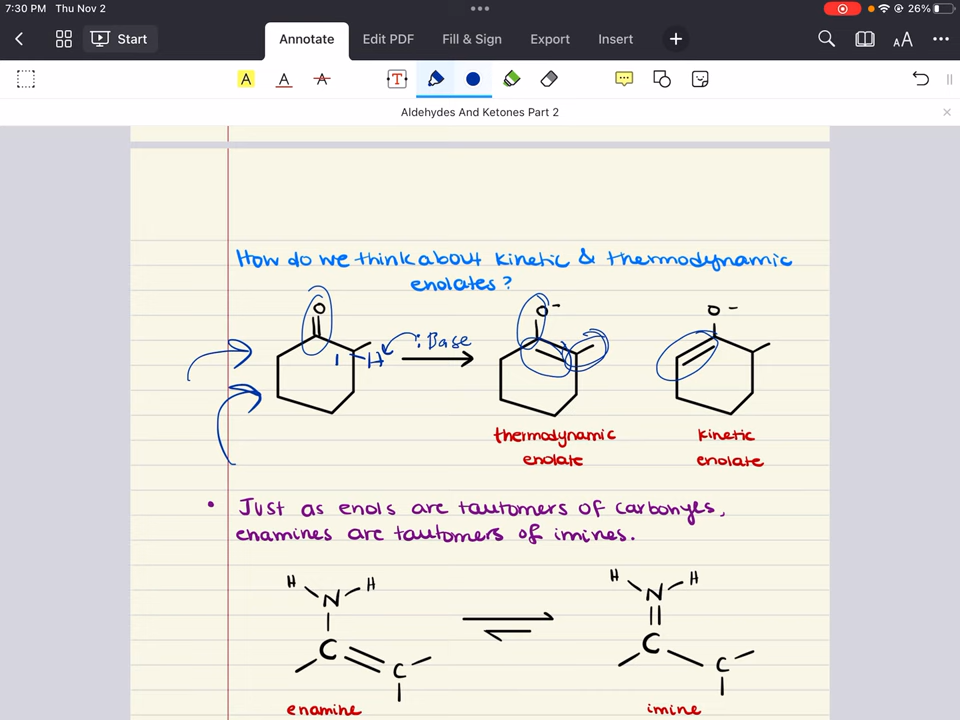 7:30 PM Thu Nov 2
26%
Start
Annotate
Edit PDF
Fill & Sign
Export
Insert
AA
A A A T
Aldehydes And Ketones Part 2
How do we think about kinetic & thermodynamic
enolates?
O
H
:Base
O-
O-
thermodynamic
enolate
kinetic
enolate
• Just as enols are tautomers of carbonyes,
enamines are tautomers of imines.
H H
N
C
C
enamine
H H
N
C
C
imine